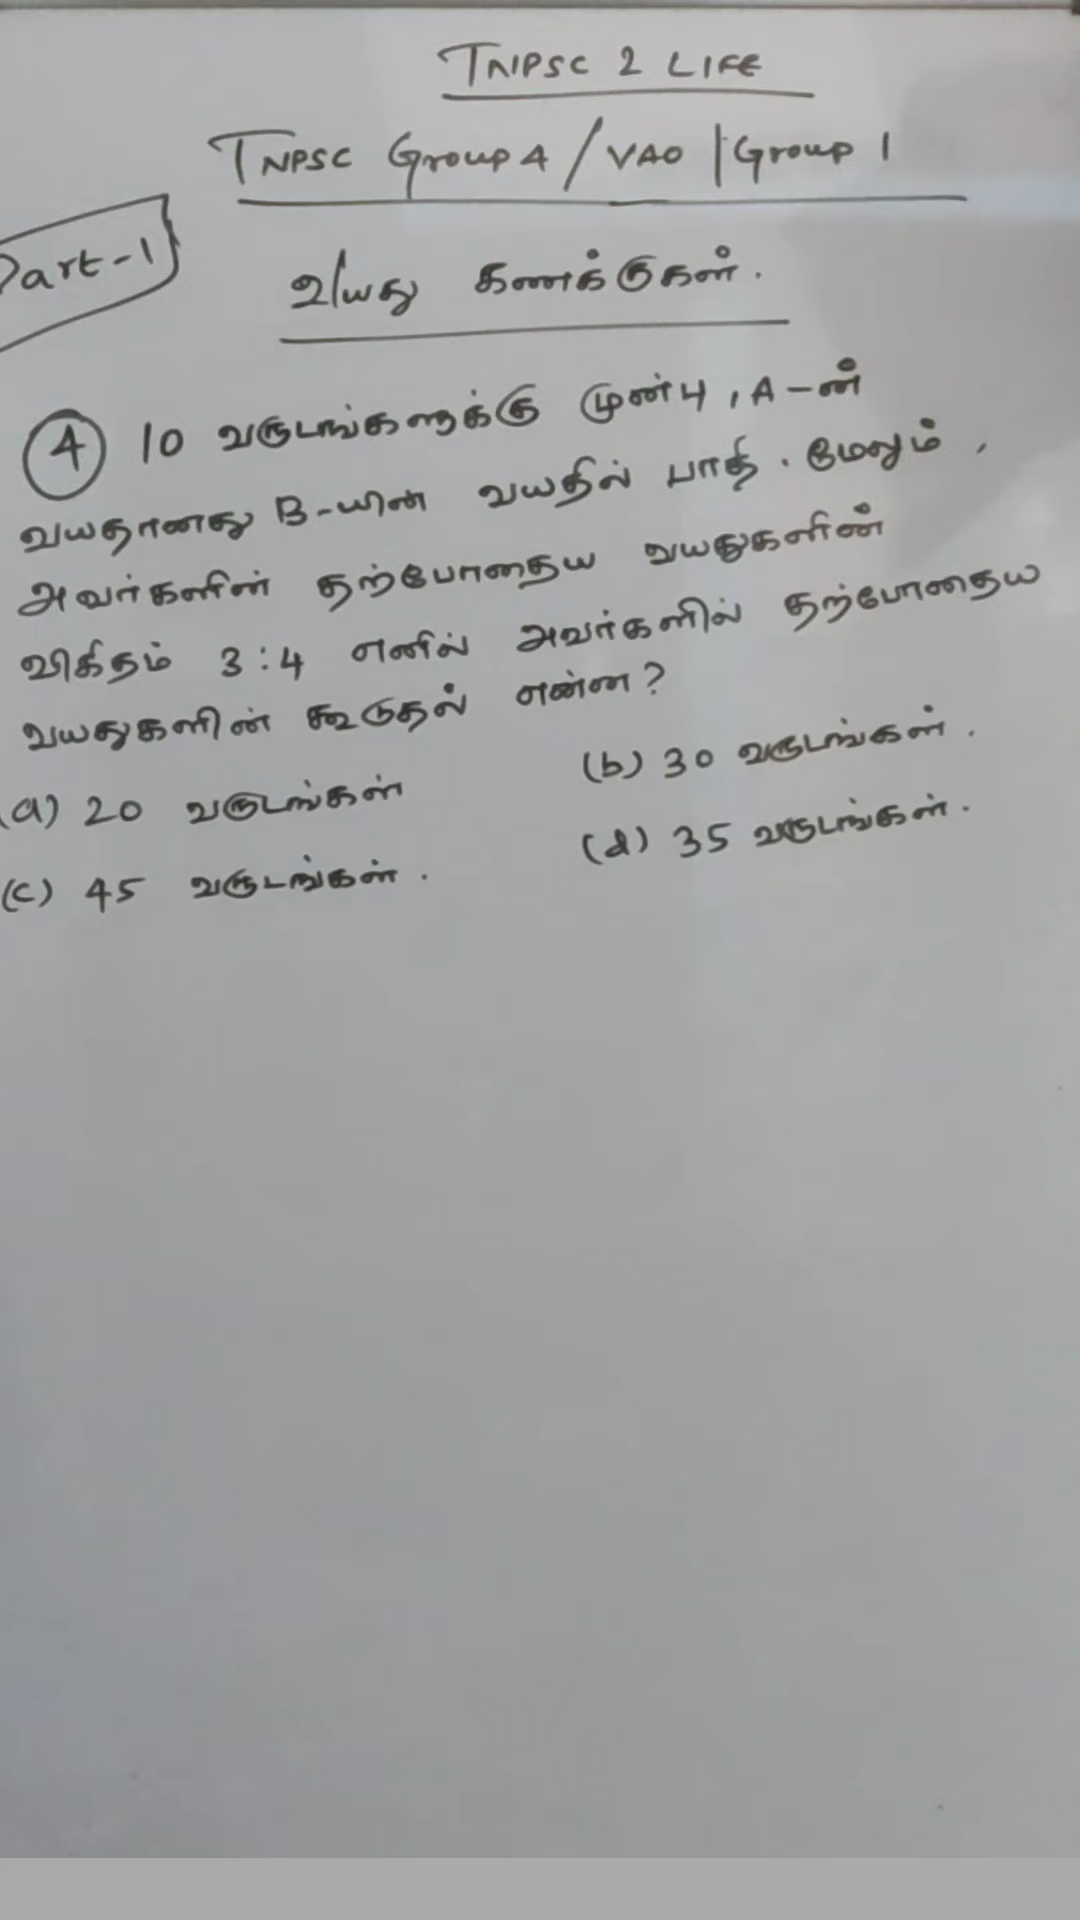 TNPSC 2 LIFE
TNPSC Group 4 / VAO | Group 1
Part-1
வயது கணக்குகள்.
4 10 வருடங்களுக்கு முன்பு, A-ன்
வயதானது B-யின் வயதில் பாதி. மேலும்,
அவர்களின் தற்போதைய வயதுகளின்
விகிதம் 3:4 எனில் அவர்களில் தற்போதைய
வயதுகளின் கூடுதல் என்ன?
(a) 20 வருடங்கள் (b) 30 வருடங்கள்.
(c) 45 வருடங்கள். (d) 35 வருடங்கள்.